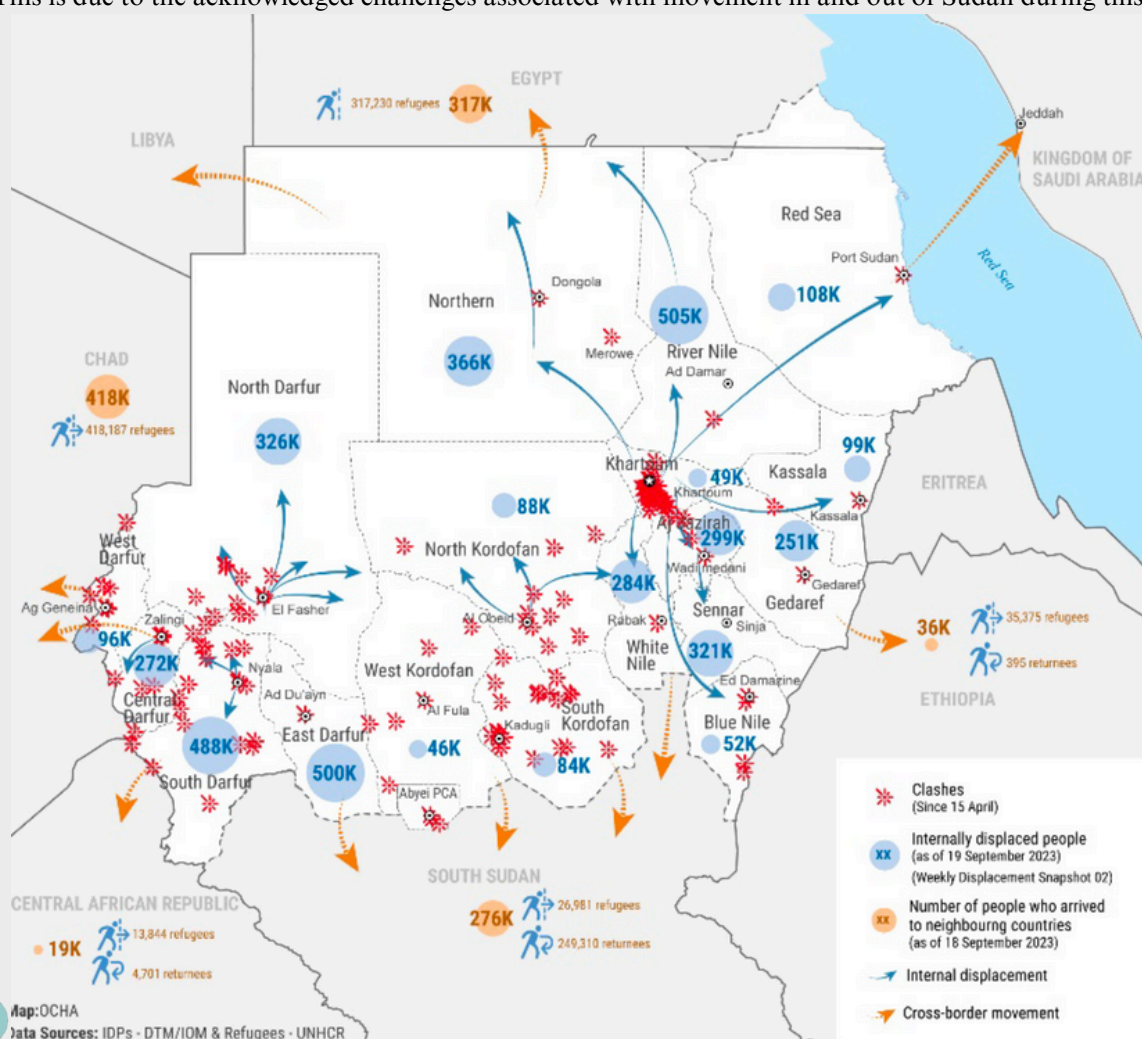 This is due to the acknowledged challenges associated with movement in and out of Sudan during this
EGYPT
317,230 refugees
317K
LIBYA
Jeddah
KINGDOM OF
SAUDI ARABIA
Red Sea
Port Sudan
Red Sea
108K
Dongola
Northern
505K
366K
Merowe
River Nile
Ad Damar
CHAD
418K
418,187 refugees
North Darfur
326K
99K
Khartoum
49K
Khartoum
Kassala
Kassala
ERITREA
88K
Al Jazirah
299K
251K
Wad medani
West
Darfur
North Kordofan
284K
Gedaref
Gedaref
Ag Geneina
El Fasher
Al Obeid
Sennar
Sinja
Rabak
Zalingi
96K
272K
White
Nile
321K
36K
35,375 refugees
395 returnees
ETHIOPIA
Nyala
West Kordofan
Ed Damazine
Central
Darfur
Ad Du'ayn
Al Fula
South
Kordofan
Blue Nile
52K
East Darfur
Kadugli
488K
46K
84K
500K
South Darfur
Abyei PCA
SOUTH SUDAN
276K
26,981 refugees
249,310 returnees
CENTRAL AFRICAN REPUBLIC
19K
13,844 refugees
4,701 returnees
Clashes
(Since 15 April)
XX
Internally displaced people
(as of 19 September 2023)
(Weekly Displacement Snapshot 02)
XX
Number of people who arrived
to neighbourng countries
(as of 18 September 2023)
Internal displacement
Cross-border movement
Map:OCHA
Data Sources: IDPs - DTM/IOM & Refugees - UNHCR